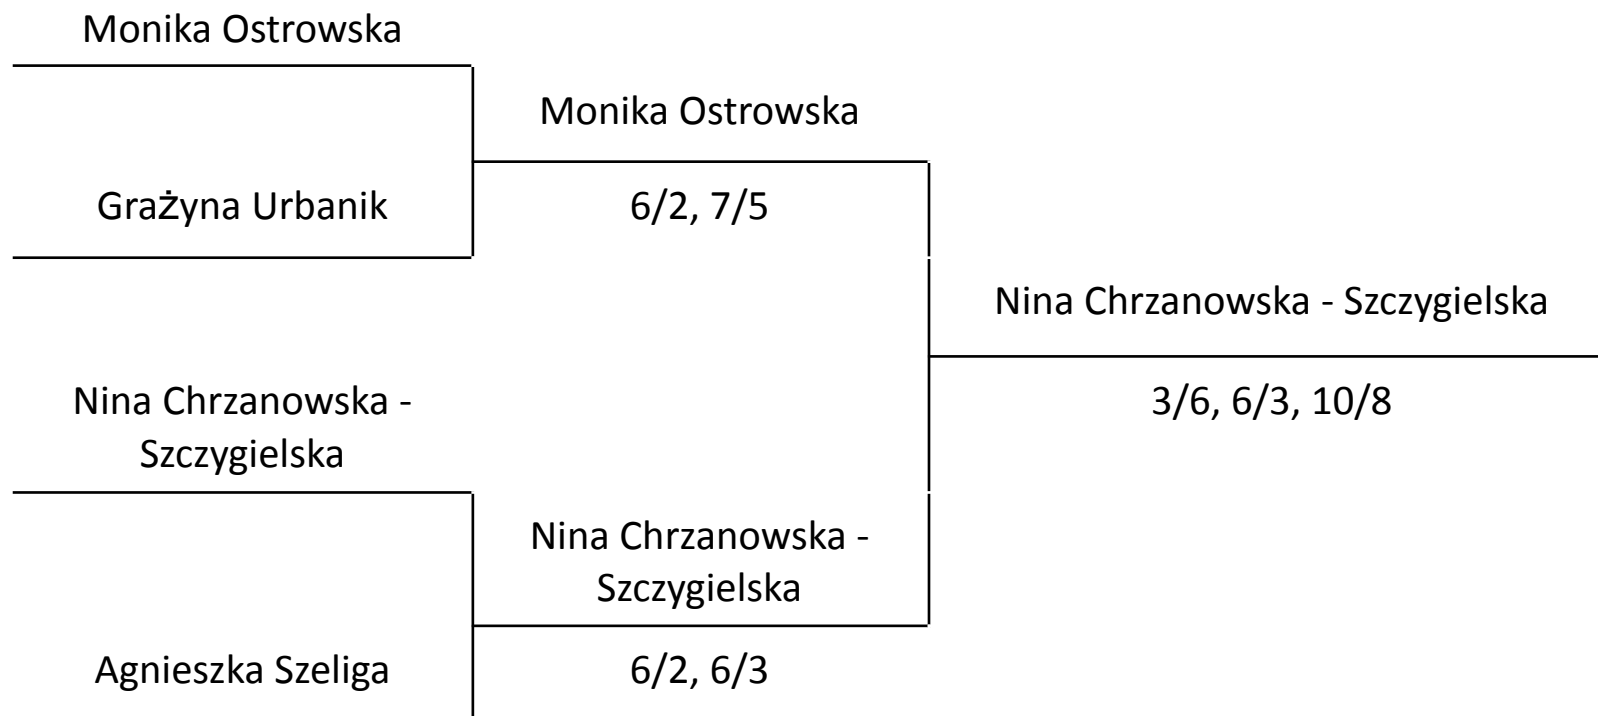 Monika Ostrowska
Monika Ostrowska
Grażyna Urbanik
6/2, 7/5
Nina Chrzanowska - Szczygielska
3/6, 6/3, 10/8
Nina Chrzanowska -
Szczygielska
Nina Chrzanowska -
Szczygielska
Agnieszka Szeliga
6/2, 6/3